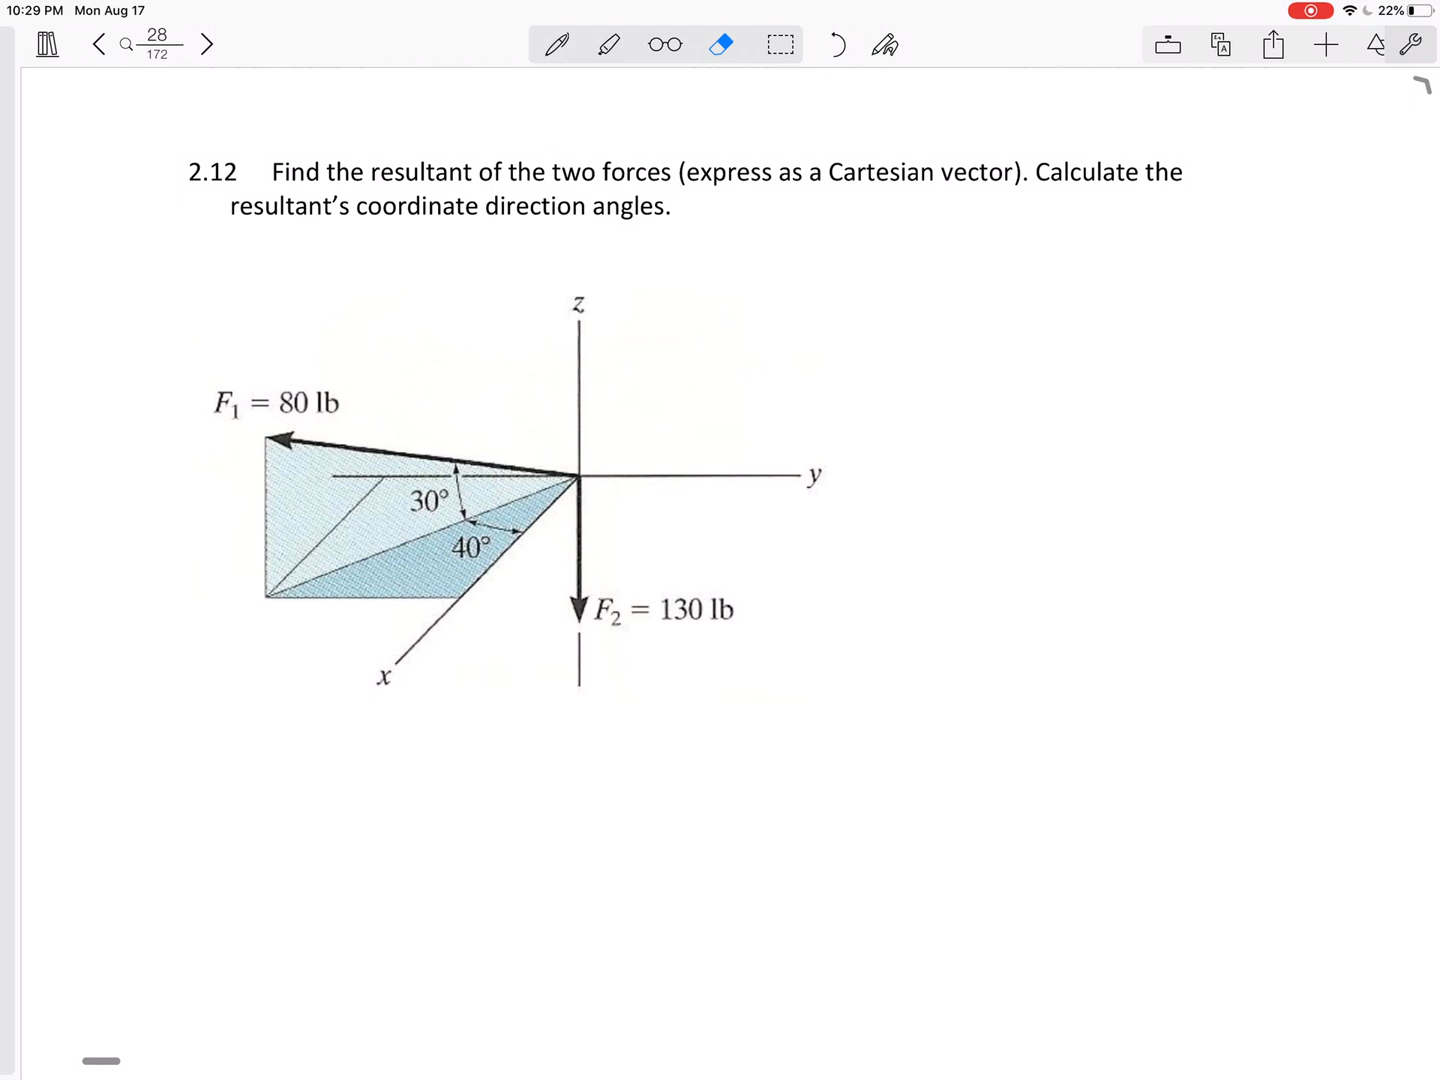 10:29 PM Mon Aug 17
22%
28
172
2.12 Find the resultant of the two forces (express as a Cartesian vector). Calculate the
resultant’s coordinate direction angles.
z
F₁ = 80 lb
y
30°
40°
F₂ = 130 lb
x